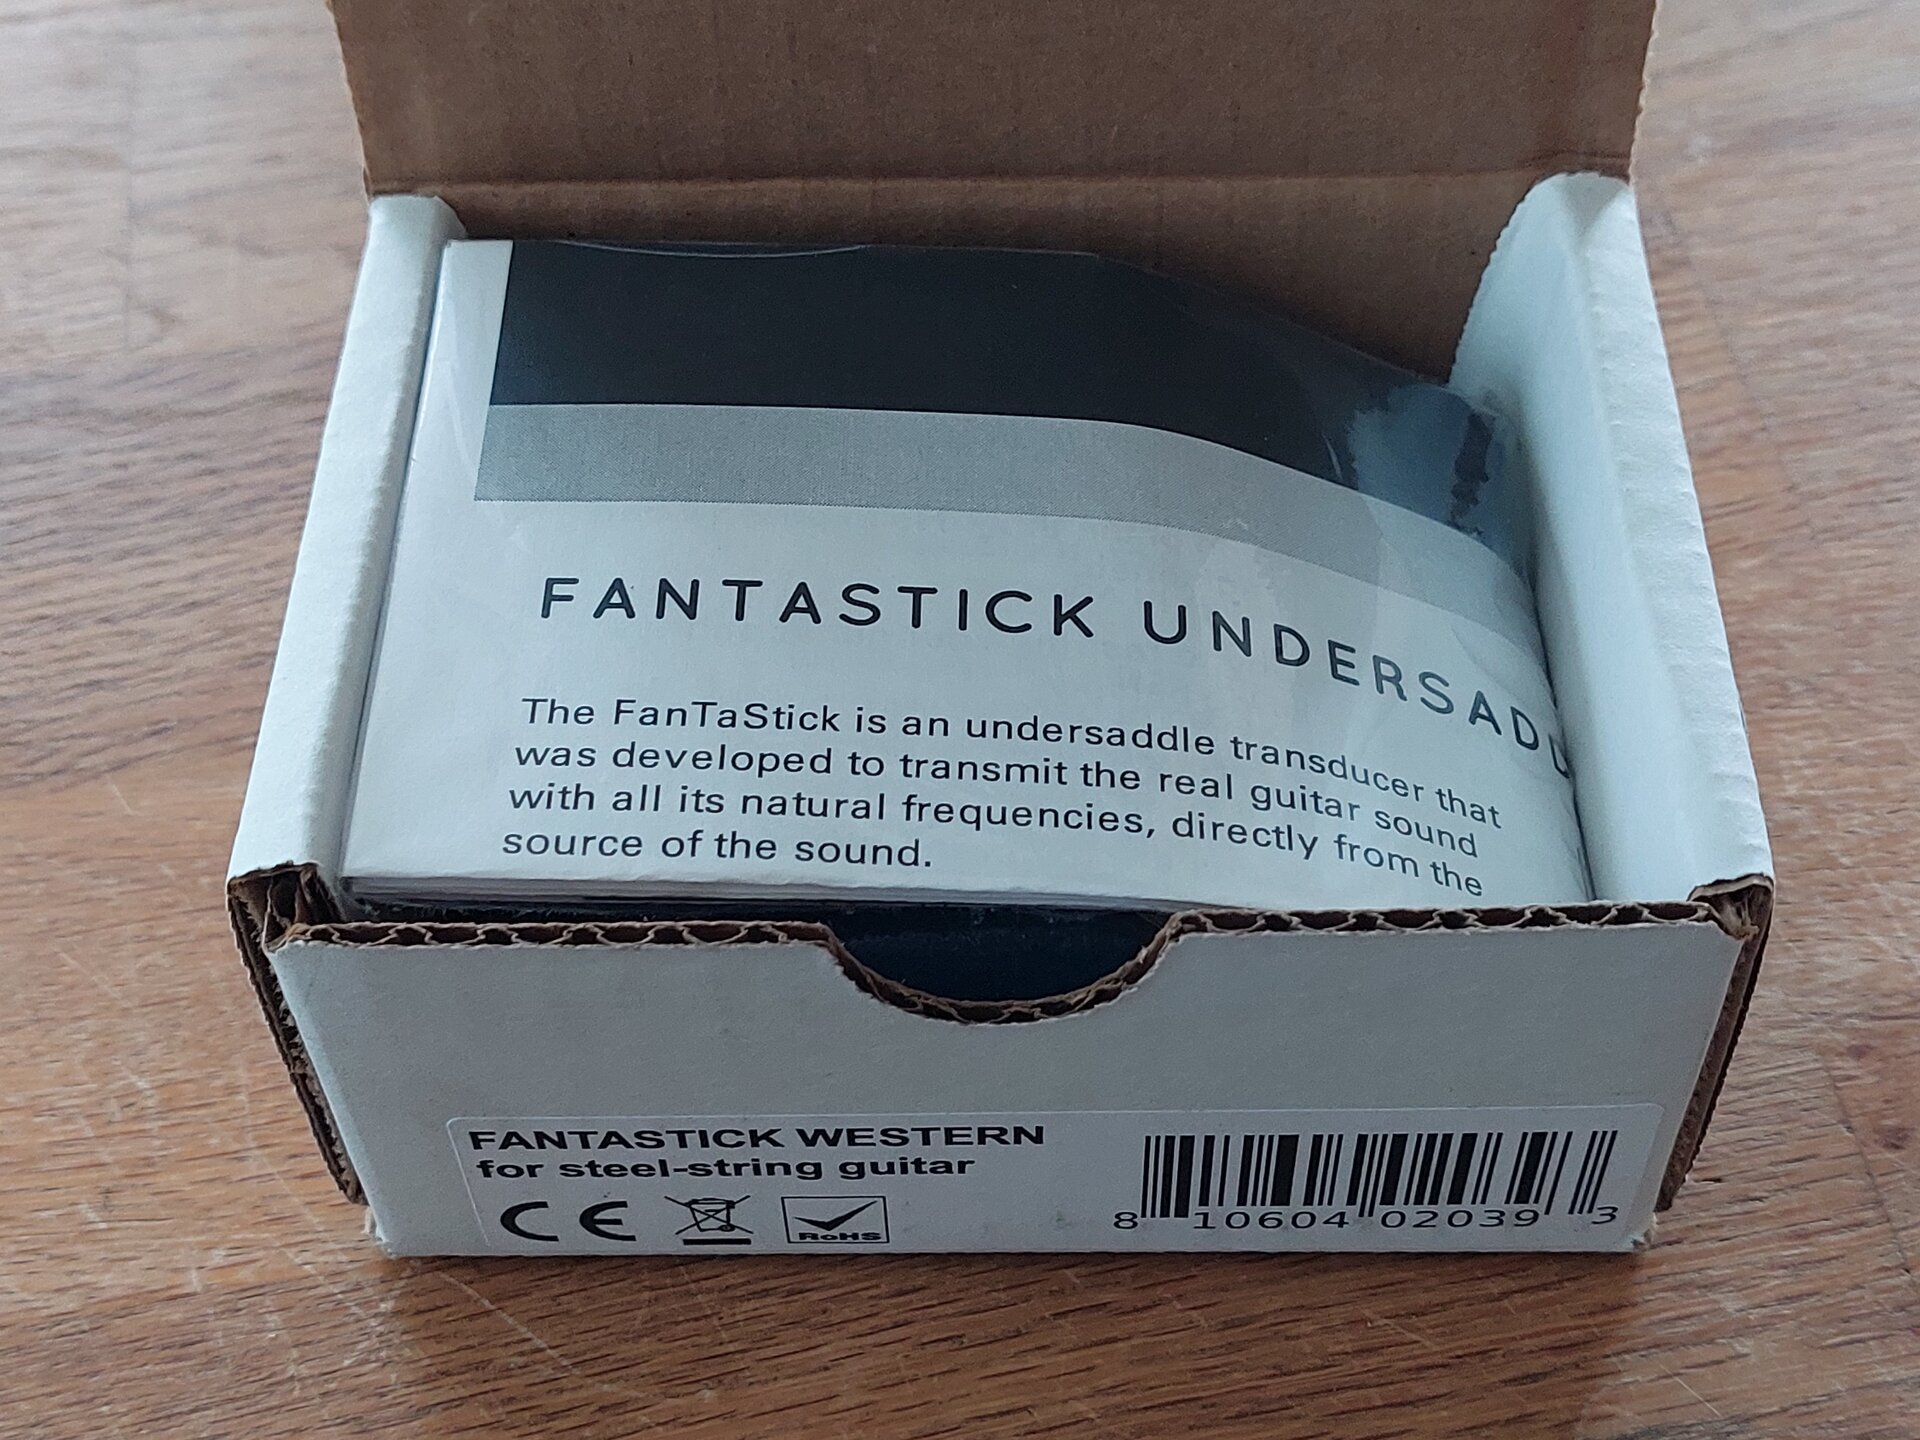 FANTASTICK UNDERSADD
The FanTaStick is an undersaddle transducer that
was developed to transmit the real guitar sound
with all its natural frequencies, directly from the
source of the sound.
FANTASTICK WESTERN
for steel-string guitar
CE
RoHS
8 10604 02039 3